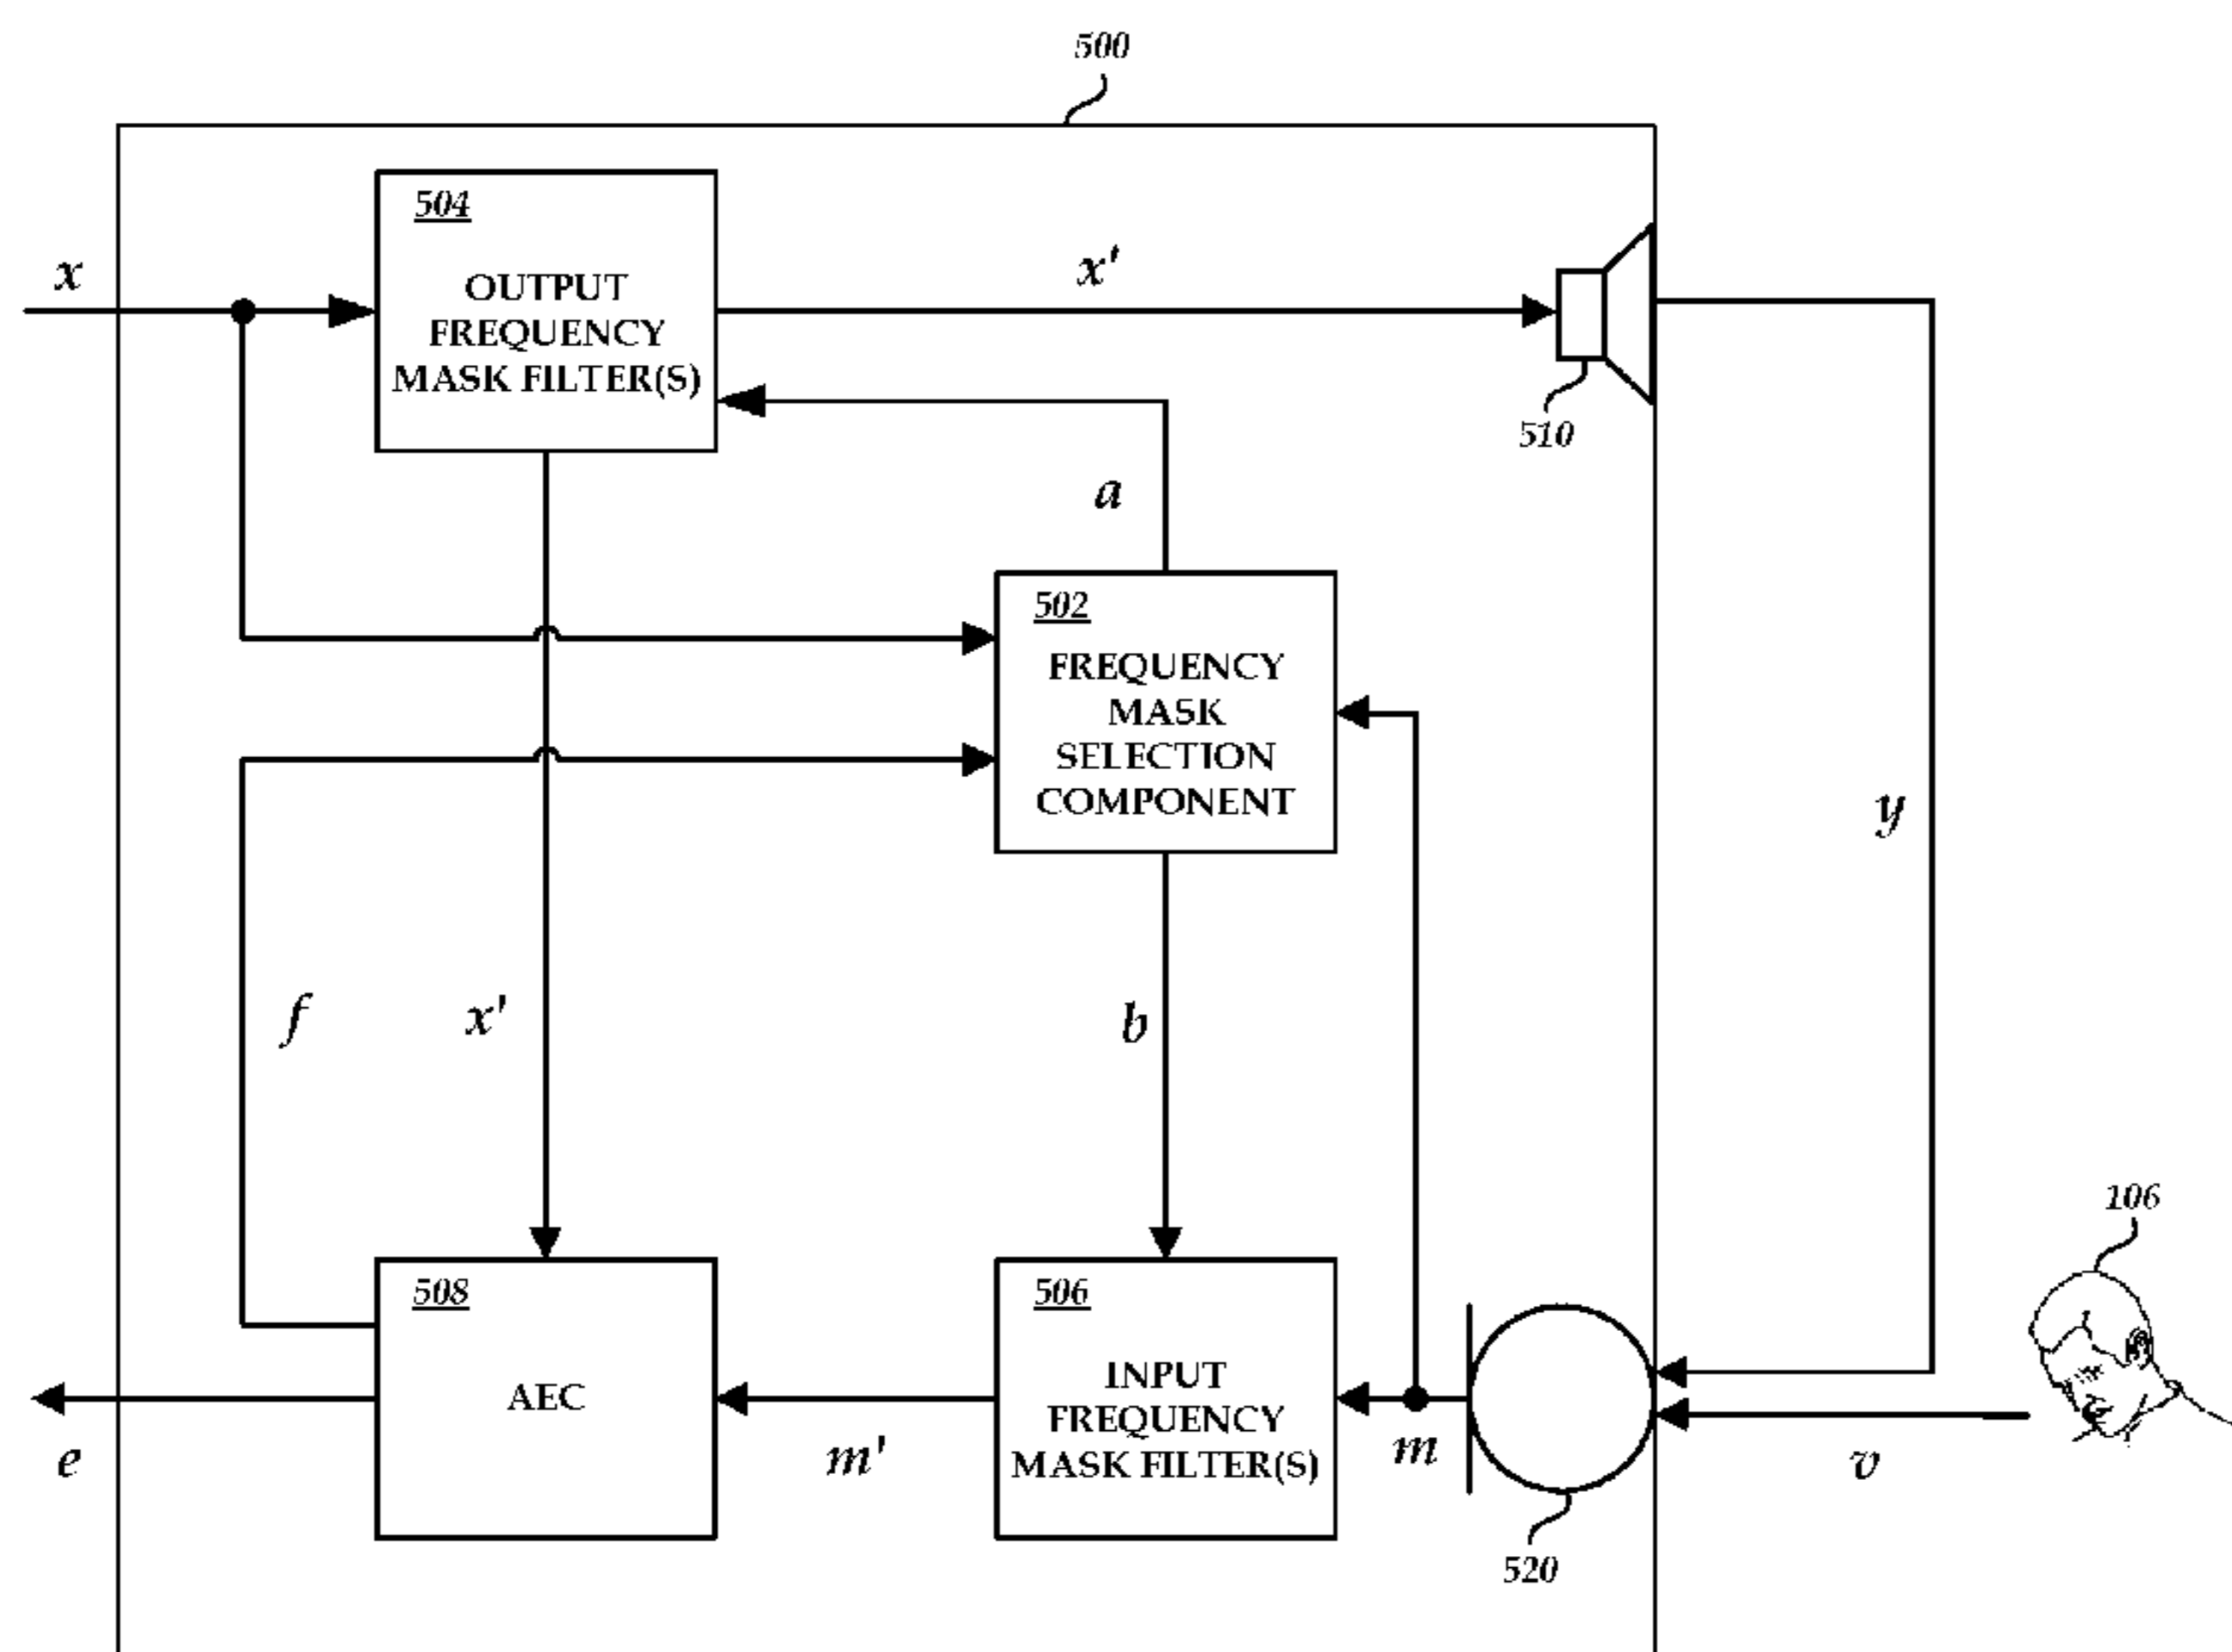 500
504
OUTPUT
FREQUENCY
MASK FILTER(S)
x
x'
510
a
502
FREQUENCY
MASK
SELECTION
COMPONENT
y
f
x'
b
106
508
AEC
506
INPUT
FREQUENCY
MASK FILTER(S)
e
m'
m
v
520